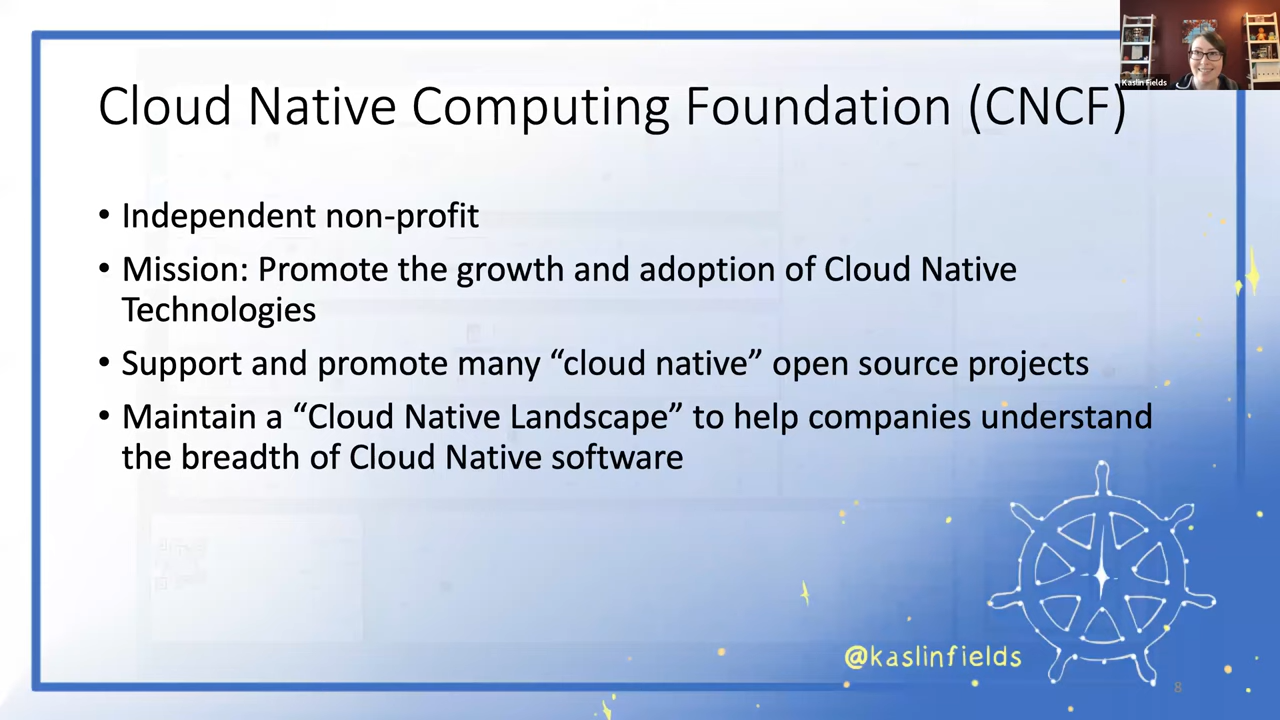 Kaslin Fields
Cloud Native Computing Foundation (CNCF)
• Independent non-profit
• Mission: Promote the growth and adoption of Cloud Native
Technologies
• Support and promote many “cloud native” open source projects
• Maintain a “Cloud Native Landscape” to help companies understand
the breadth of Cloud Native software
@kaslinfields
8